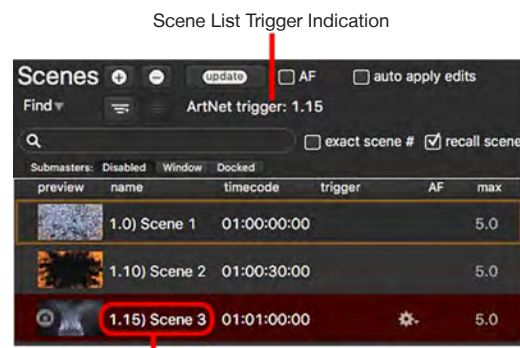 Scene List Trigger Indication
Scenes update AF auto apply edits
Find ArtNet trigger: 1.15
exact scene # recall scene
Submasters: Disabled Window Docked
preview name timecode trigger AF max
1.0) Scene 1 01:00:00:00 5.0
1.10) Scene 2 01:00:30:00 5.0
1.15) Scene 3 01:01:00:00 5.0